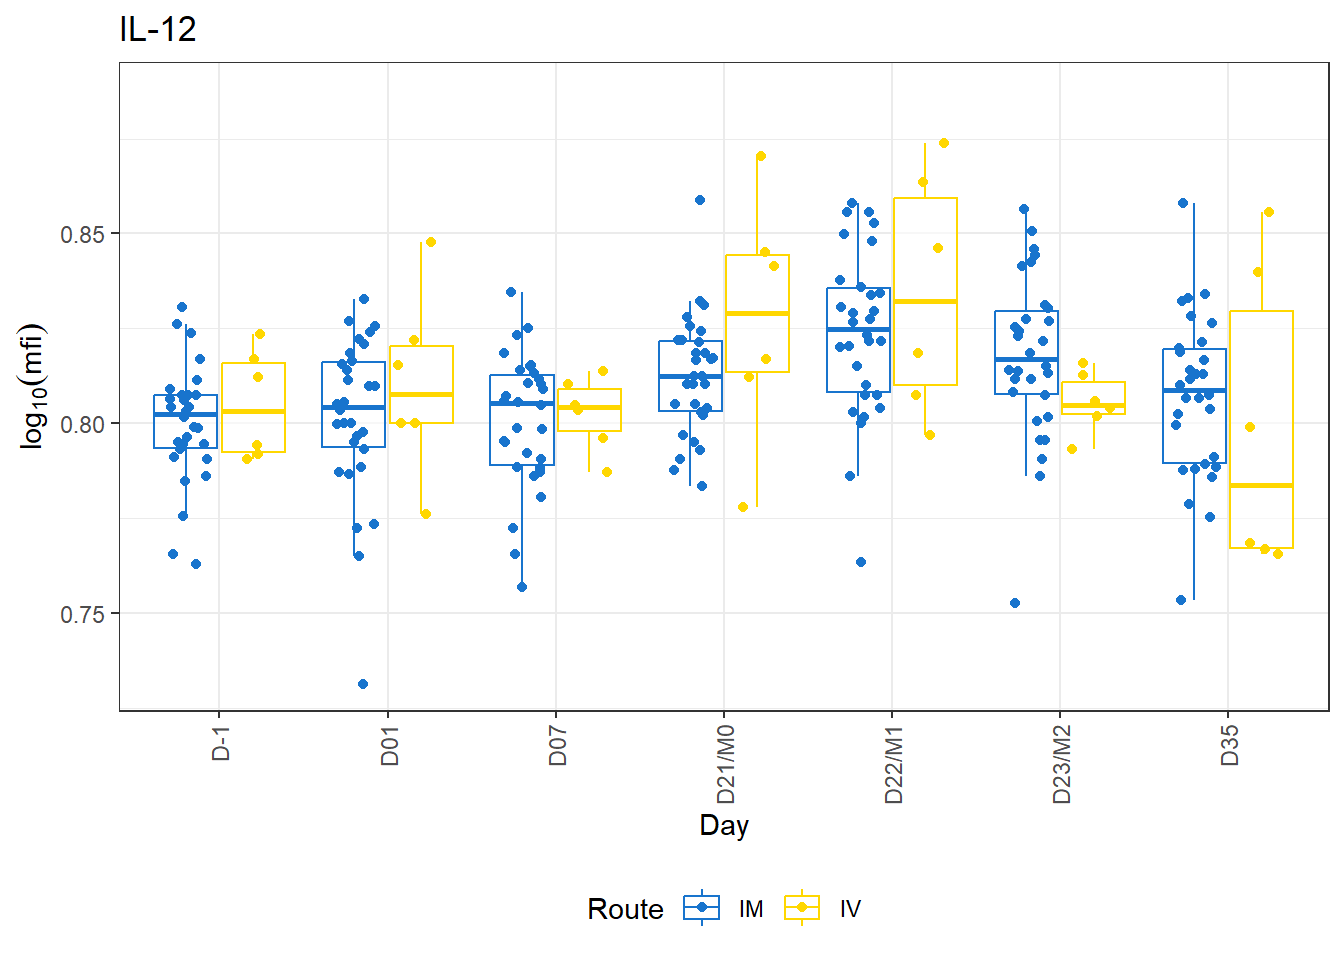 IL-12
log10(mfi)
0.85
0.80
0.75
D-1 D01 D07 D21/M0 D22/M1 D23/M2 D35
Day
Route IM IV